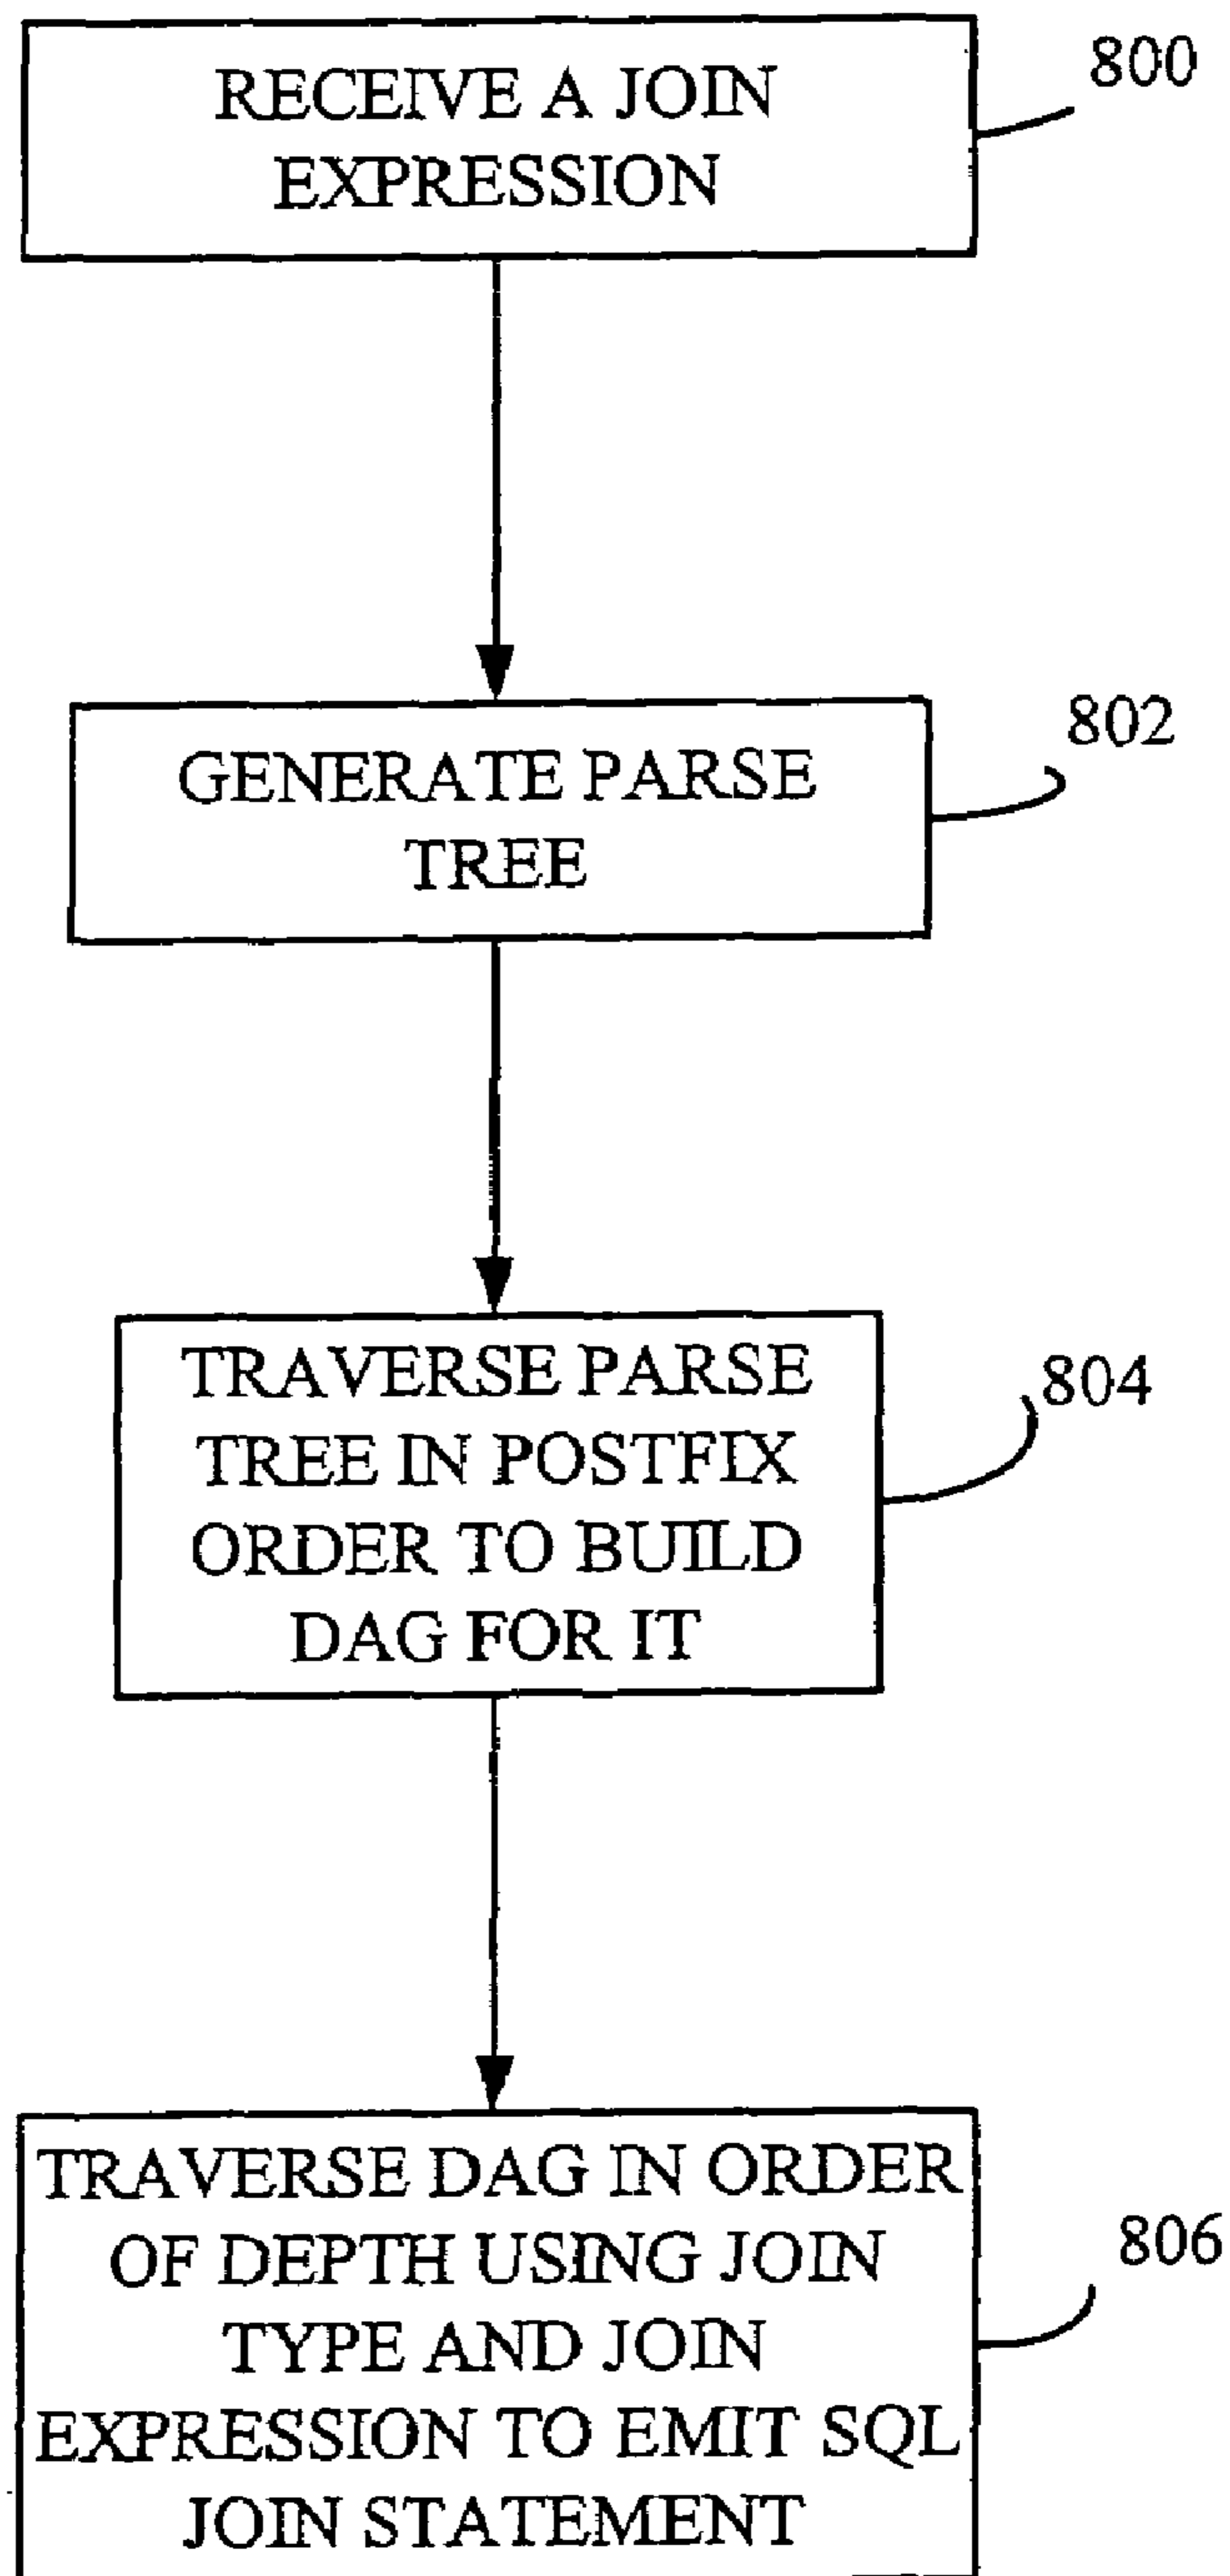 RECEIVE A JOIN
EXPRESSION
800
GENERATE PARSE
TREE
802
TRAVERSE PARSE
TREE IN POSTFIX
ORDER TO BUILD
DAG FOR IT
804
TRAVERSE DAG IN ORDER
OF DEPTH USING JOIN
TYPE AND JOIN
EXPRESSION TO EMIT SQL
JOIN STATEMENT
806